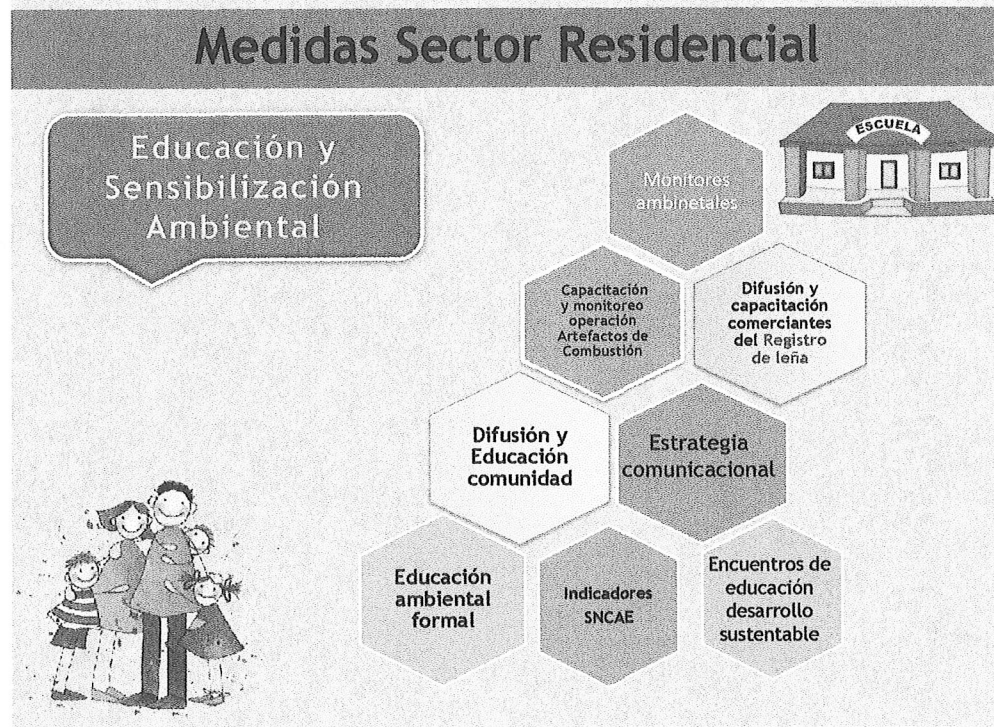 Medidas Sector Residencial
Educación y
Sensibilización
Ambiental
ESCUELA
Monitores
ambinetales
Capacitación
y monitoreo
operación
Artefactos de
Combustión
Difusión y
capacitación
comerciantes
del Registro
de leña
Difusión y
Educación
comunidad
Estrategia
comunicacional
Educación
ambiental
formal
Indicadores
SNCAE
Encuentros de
educación
desarrollo
sustentable